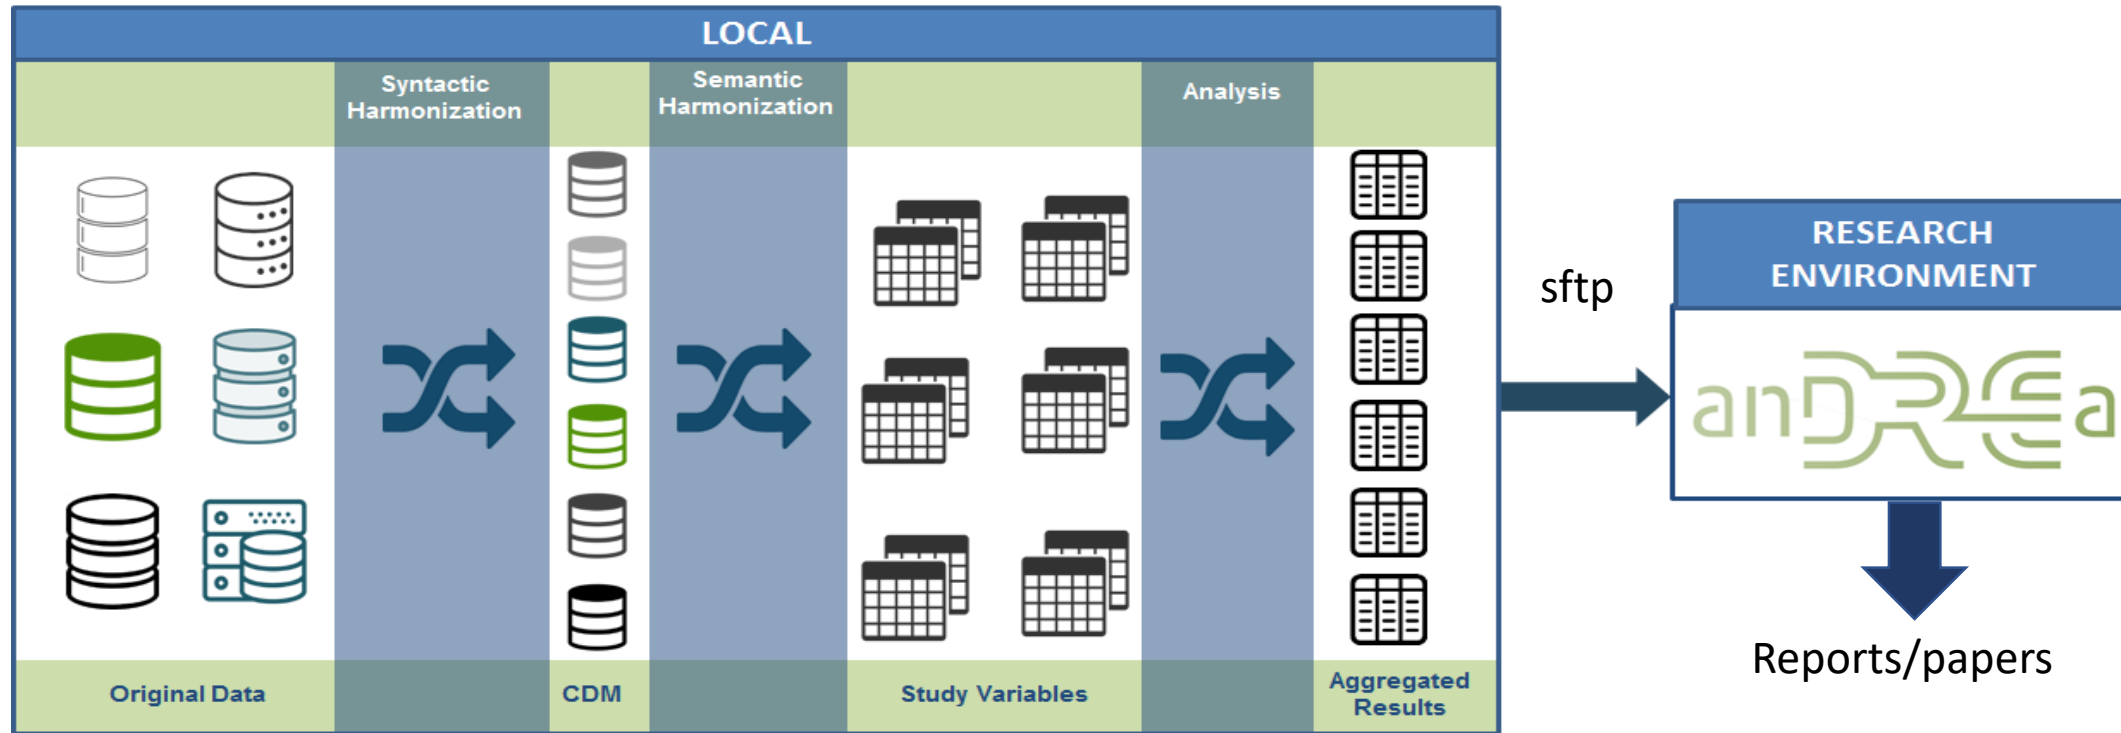 LOCAL
Syntactic
Harmonization
Semantic
Harmonization
Analysis
Original Data
CDM
Study Variables
Aggregated
Results
sftp
RESEARCH
ENVIRONMENT
anDREa
Reports/papers